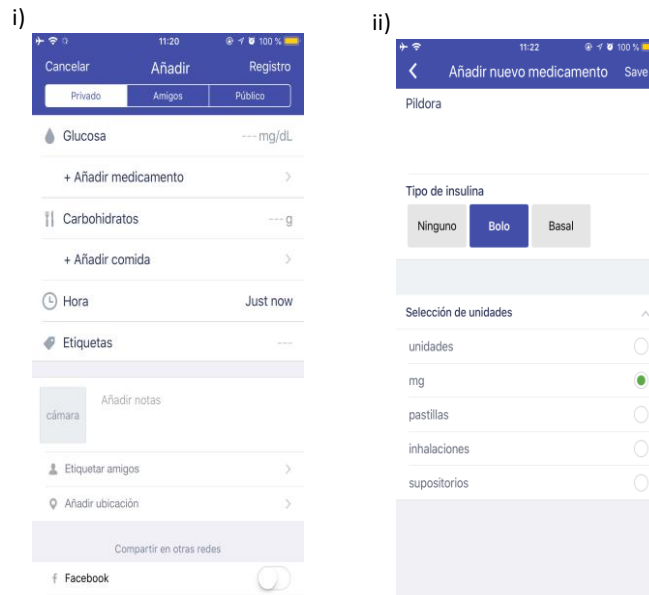 i)
11:20
100 %
Cancelar
Añadir
Registro
Privado
Amigos
Público
Glucosa
--- mg/dL
+ Añadir medicamento
Carbohidratos
--- g
+ Añadir comida
Hora
Just now
Etiquetas
---
cámara
Añadir notas
Etiquetar amigos
Añadir ubicación
Compartir en otras redes
f Facebook
ii)
11:22
100 %
Añadir nuevo medicamento
Save
Pildora
Tipo de insulina
Ninguno
Bolo
Basal
Selección de unidades
unidades
mg
pastillas
inhalaciones
supositorios